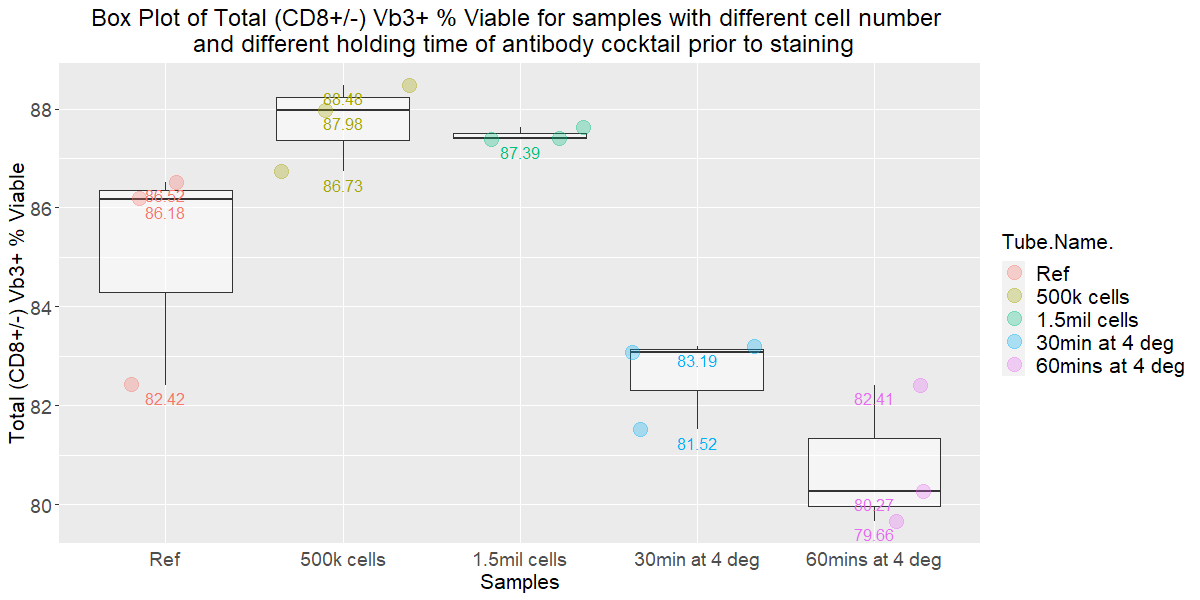 Box Plot of Total (CD8+/-) Vb3+ % Viable for samples with different cell number
and different holding time of antibody cocktail prior to staining
Total (CD8+/-) Vb3+ % Viable
88
86
84
82
80
86.52
86.18
82.42
88.48
87.98
86.73
87.39
83.19
81.52
82.41
80.27
79.66
Ref
500k cells
1.5mil cells
30min at 4 deg
60mins at 4 deg
Samples
Tube.Name.
Ref
500k cells
1.5mil cells
30min at 4 deg
60mins at 4 deg